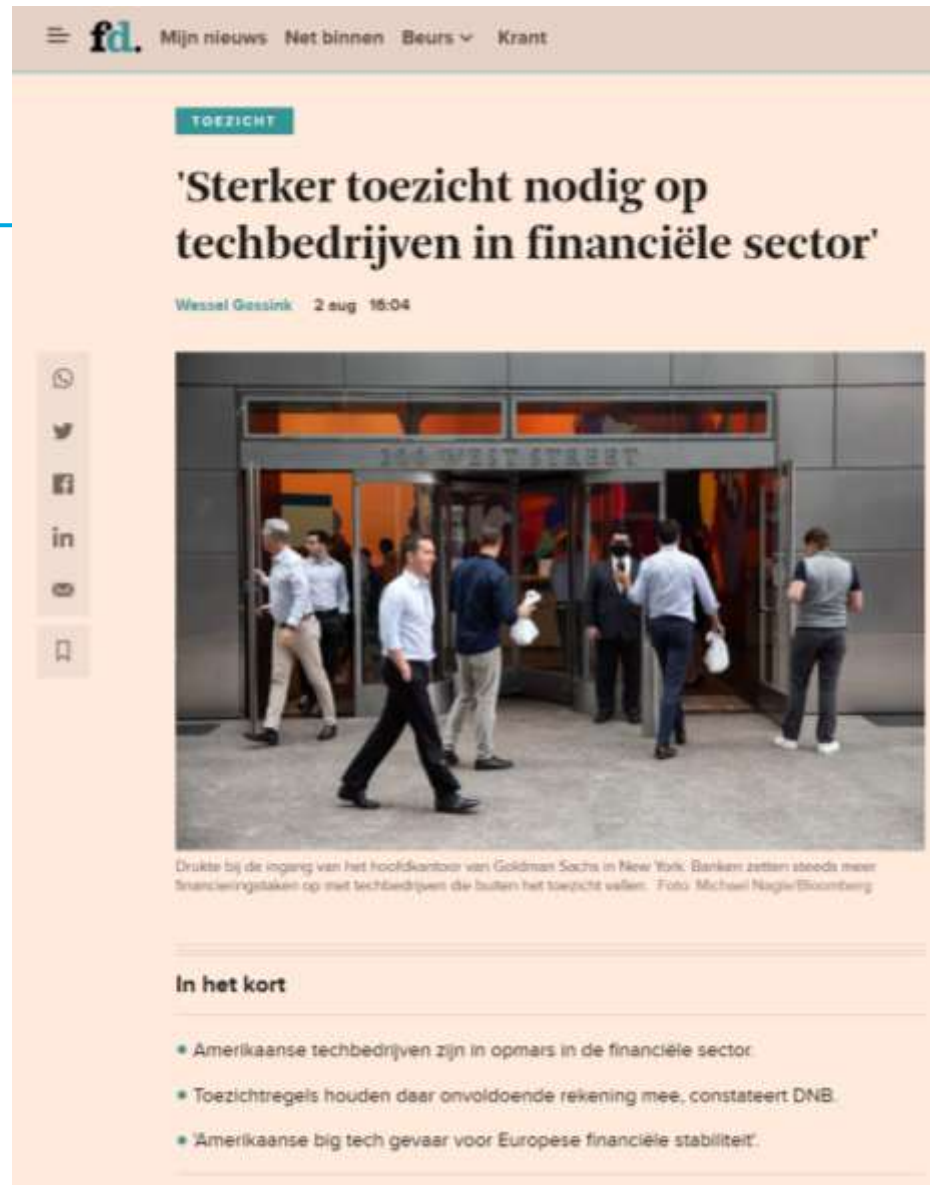 fd. Mijn nieuws Net binnen Beurs Krant
TOEZICHT
'Sterker toezicht nodig op
techbedrijven in financiële sector'
Wessel Gossink 2 aug 16:04
200 WEST STREET
Drukte bij de ingang van het hoofdkantoor van Goldman Sachs in New York. Banken zetten steeds meer
financieringstaken op met techbedrijven die buiten het toezicht vallen. Foto: Michael Nagle/Bloomberg
In het kort
• Amerikaanse techbedrijven zijn in opmars in de financiële sector.
• Toezichtregels houden daar onvoldoende rekening mee, constateert DNB.
• 'Amerikaanse big tech gevaar voor Europese financiële stabiliteit'.